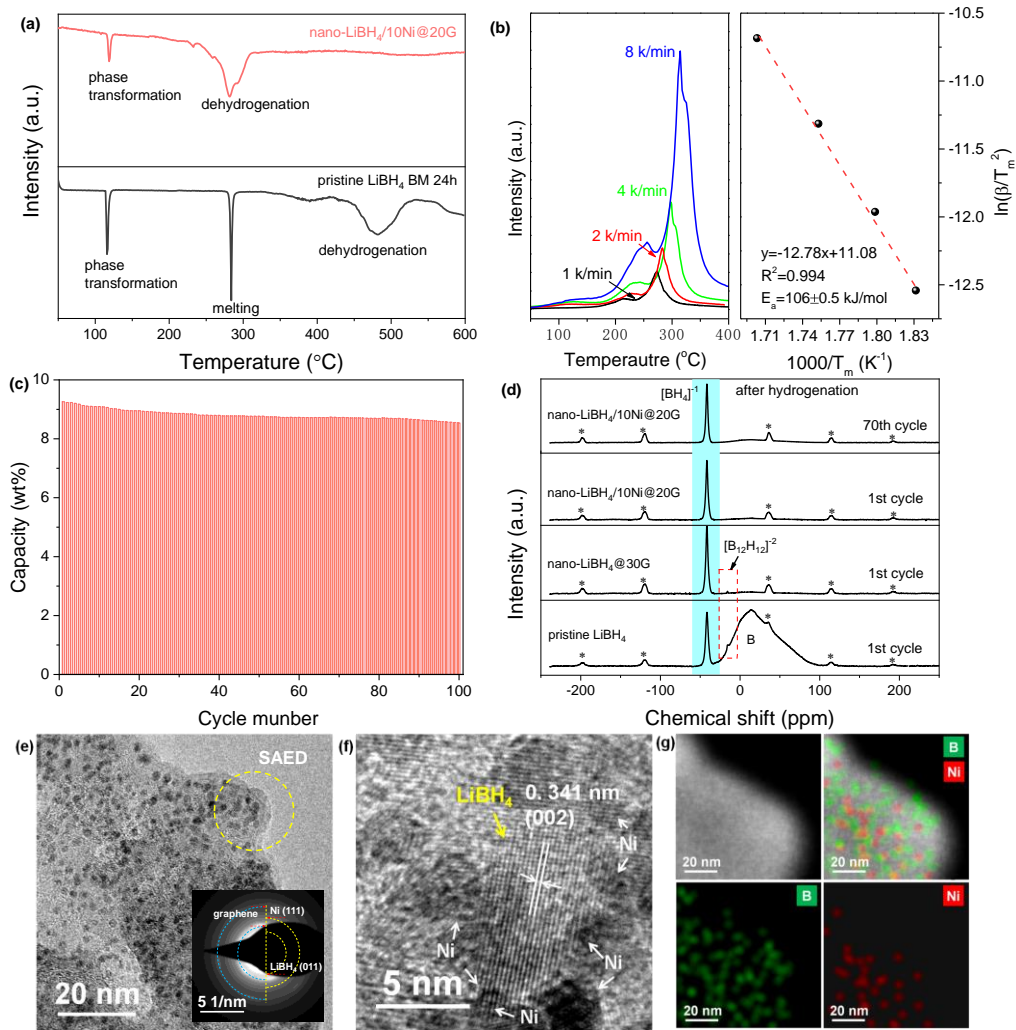 (a)
nano-LiBH4/10Ni@20G
phase
transformation
dehydrogenation
pristine LiBH4 BM 24h
phase
transformation
melting
dehydrogenation
Intensity (a.u.)
100 200 300 400 500 600
Temperature (°C)
(b)
8 k/min
4 k/min
2 k/min
1 k/min
Intensity (a.u.)
100 200 300 400
Temperautre (°C)
-10.5
-11.0
-11.5
-12.0
-12.5
ln(β/Tm2)
y=-12.78x+11.08
R2=0.994
Ea=106±0.5 kJ/mol
1.71 1.74 1.77 1.80 1.83
1000/Tm (K-1)
(c)
10
8
6
4
2
0
Capacity (wt%)
0 20 40 60 80 100
Cycle munber
(d)
[BH4]-1
after hydrogenation
nano-LiBH4/10Ni@20G
70th cycle
* * * * *
nano-LiBH4/10Ni@20G
1st cycle
* * * * *
[B12H12]-2
nano-LiBH4@30G
1st cycle
* * * * *
pristine LiBH4
B
1st cycle
* * * * *
Intensity (a.u.)
-200 -100 0 100 200
Chemical shift (ppm)
(e)
SAED
graphene
Ni (111)
LiBH4 (011)
5 1/nm
20 nm
(f)
LiBH4
0. 341 nm
(002)
Ni
Ni
Ni
Ni
Ni
Ni
5 nm
(g)
B
Ni
20 nm
20 nm
B
Ni
20 nm
20 nm